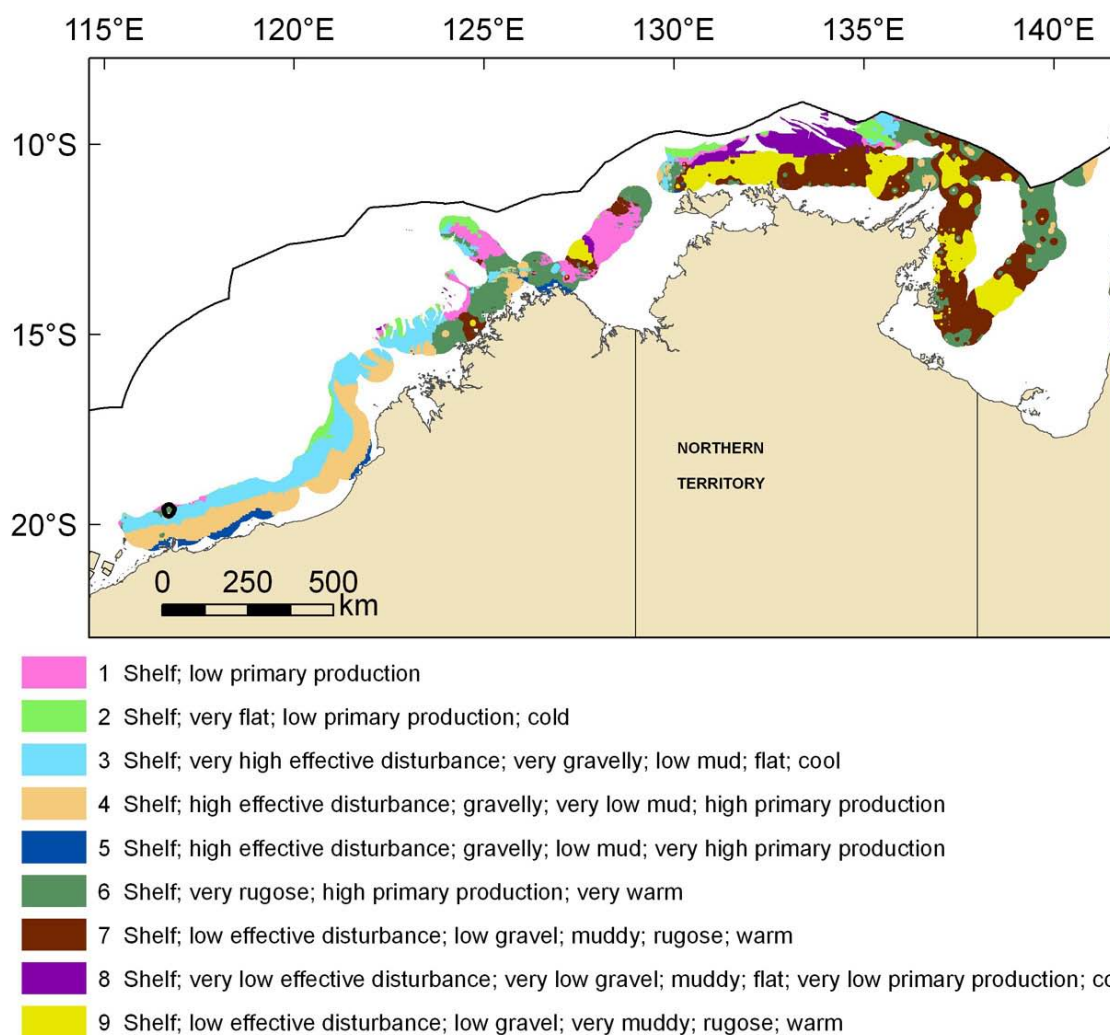 115°E 120°E 125°E 130°E 135°E 140°E
10°S
15°S
20°S
NORTHERN
TERRITORY
0 250 500
km
1 Shelf; low primary production
2 Shelf; very flat; low primary production; cold
3 Shelf; very high effective disturbance; very gravelly; low mud; flat; cool
4 Shelf; high effective disturbance; gravelly; very low mud; high primary production
5 Shelf; high effective disturbance; gravelly; low mud; very high primary production
6 Shelf; very rugose; high primary production; very warm
7 Shelf; low effective disturbance; low gravel; muddy; rugose; warm
8 Shelf; very low effective disturbance; very low gravel; muddy; flat; very low primary production;
9 Shelf; low effective disturbance; low gravel; very muddy; rugose; warm